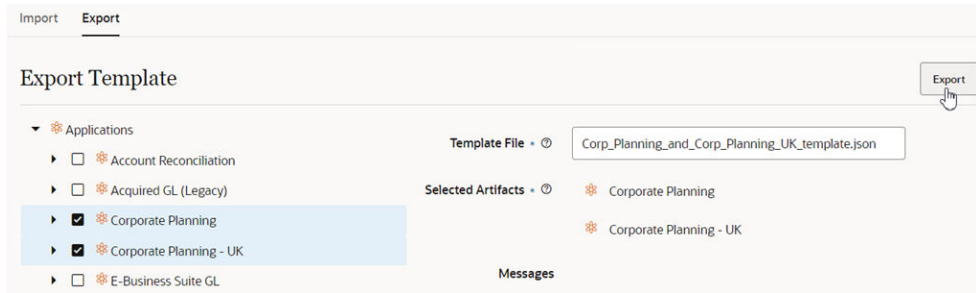 Import Export
Export Template
Export
Applications
Template File
Corp_Planning_and_Corp_Planning_UK_template.json
Account Reconciliation
Acquired GL (Legacy)
Selected Artifacts
Corporate Planning
Corporate Planning
Corporate Planning - UK
Corporate Planning - UK
E-Business Suite GL
Messages